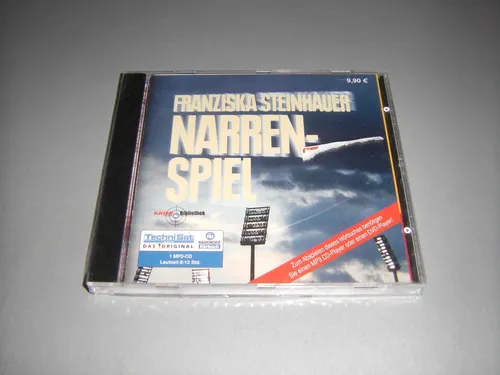 9,90 €
FRANZISKA STEINHAUER
NARREN-
SPIEL
Bibliothek
TechniSat
DAS ORIGINAL
1 MP3-CD
Laufzeit 8:12 Std.
Zum Abspielen dieses Hörbuches benötigen
Sie einen MP3 CD-Player oder einen DVD-Player!